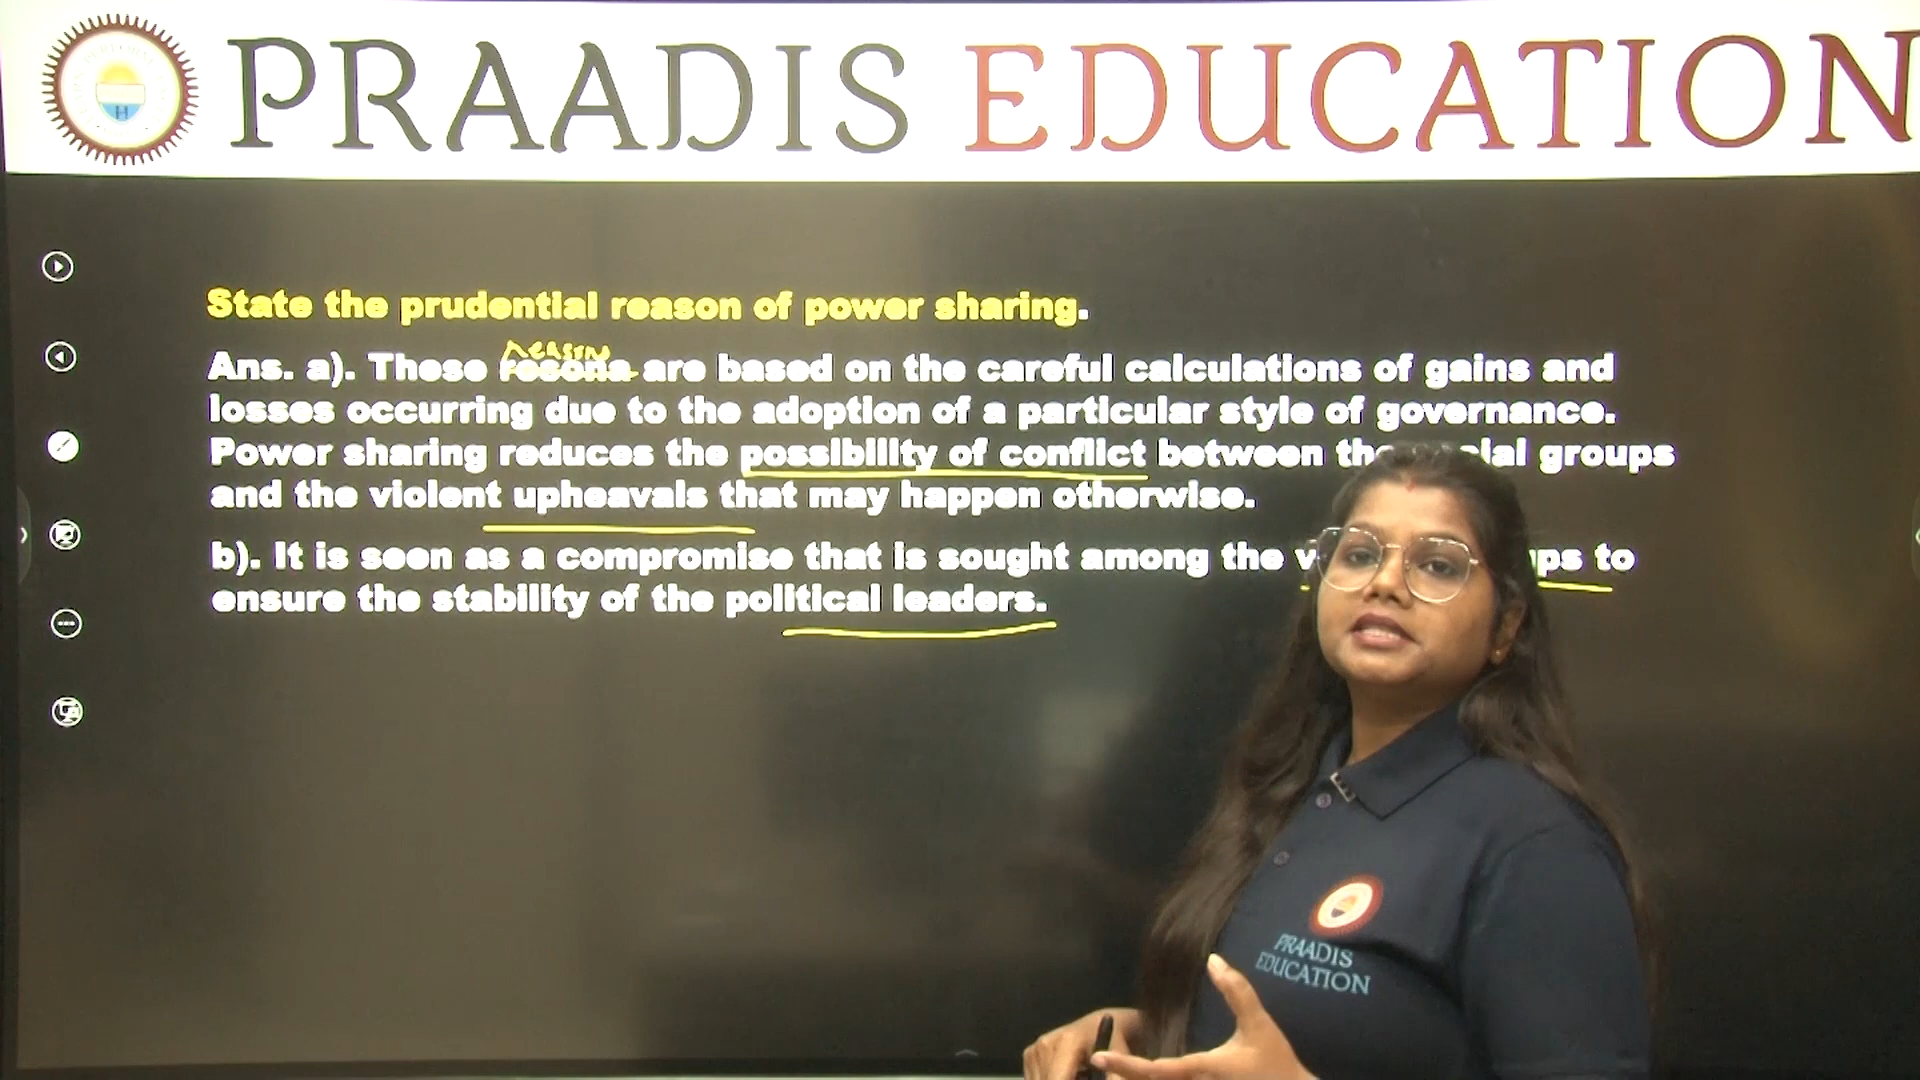 PRAADIS EDUCATION
State the prudential reason of power sharing.
reason
Ans. a). These resons are based on the careful calculations of gains and
losses occurring due to the adoption of a particular style of governance.
Power sharing reduces the possibility of conflict between the groups
and the violent upheavals that may happen otherwise.
b). It is seen as a compromise that is sought among the to
ensure the stability of the political leaders.
PRAADIS
EDUCATION